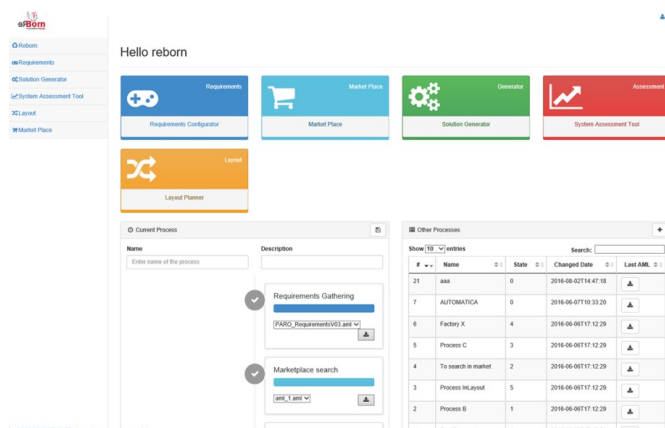 ReBorn
Reborn
Requirements
Solution Generator
System Assessment Tool
Layout
Market Place
Hello reborn
Requirements
Requirements Configurator
Market Place
Market Place
Generator
Solution Generator
Assessment
System Assessment Tool
Layout
Layout Planner
Current Process
Name
Description
Enter name of the process
Requirements Gathering
PARO_RequirementsV03.aml
Marketplace search
aml_1.aml
Other Processes
+
Show 10 entries
Search:
# Name State Changed Date Last AML
21 aaa 0 2016-08-02T14:47:18
7 AUTOMATICA 0 2016-06-07T10:33:20
6 Factory X 4 2016-06-06T17:12:29
5 Process C 3 2016-06-06T17:12:29
4 To search in market 2 2016-06-06T17:12:29
3 Process InLayout 5 2016-06-06T17:12:29
2 Process B 1 2016-06-06T17:12:29